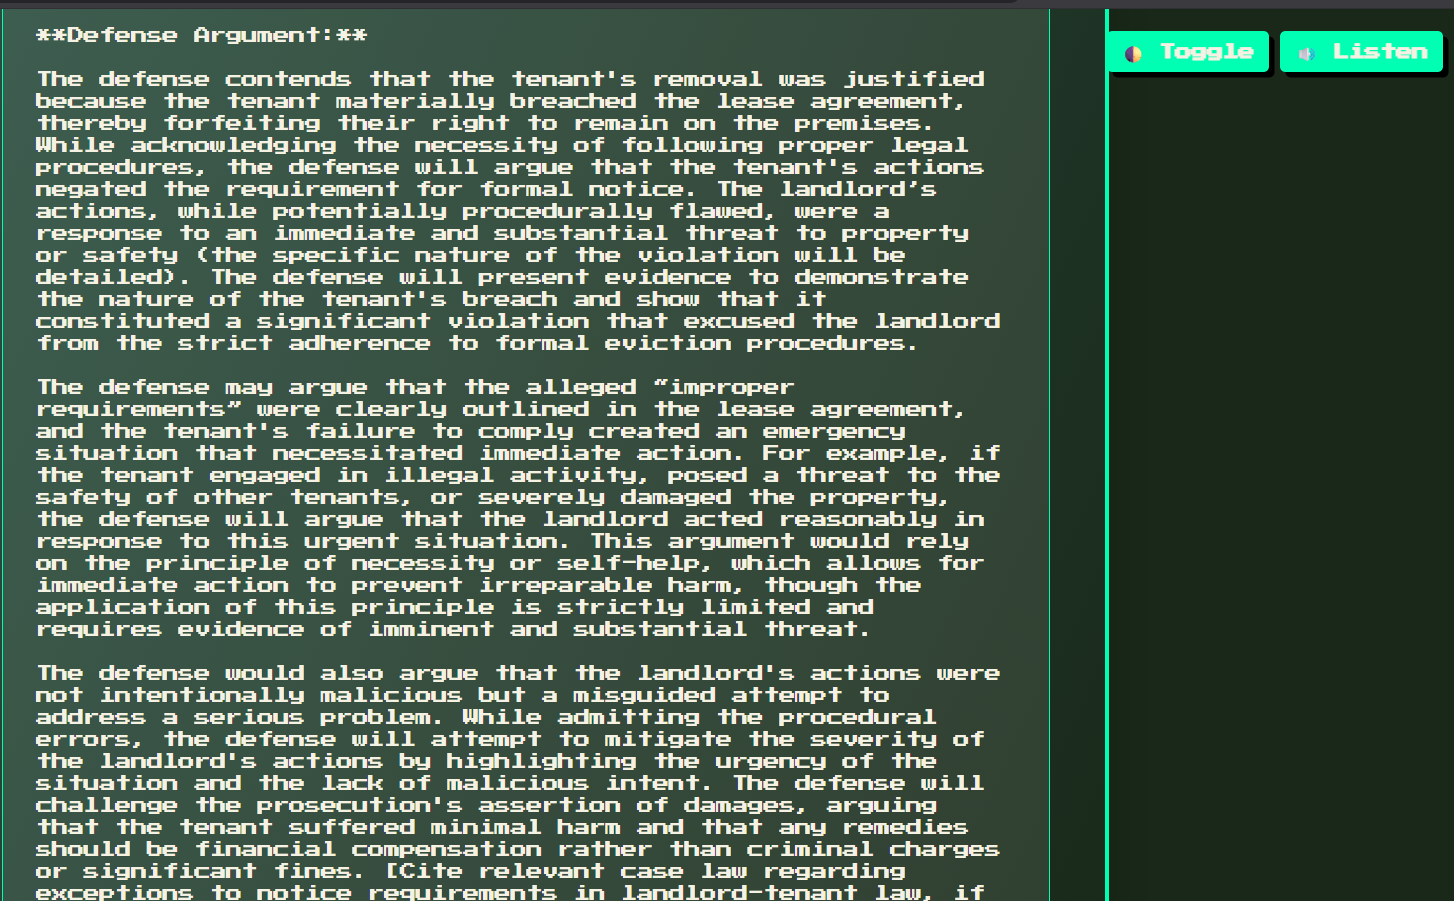 **Defense Argument:**
Toggle
Listen
The defense contends that the tenant's removal was justified
because the tenant materially breached the lease agreement,
thereby forfeiting their right to remain on the premises.
While acknowledging the necessity of following proper legal
procedures, the defense will argue that the tenant's actions
negated the requirement for formal notice. The landlord’s
actions, while potentially procedurally flawed, were a
response to an immediate and substantial threat to property
or safety (the specific nature of the violation will be
detailed). The defense will present evidence to demonstrate
the nature of the tenant's breach and show that it
constituted a significant violation that excused the landlord
from the strict adherence to formal eviction procedures.
The defense may argue that the alleged “improper
requirements” were clearly outlined in the lease agreement,
and the tenant's failure to comply created an emergency
situation that necessitated immediate action. For example, if
the tenant engaged in illegal activity, posed a threat to the
safety of other tenants, or severely damaged the property,
the defense will argue that the landlord acted reasonably in
response to this urgent situation. This argument would rely
on the principle of necessity or self-help, which allows for
immediate action to prevent irreparable harm, though the
application of this principle is strictly limited and
requires evidence of imminent and substantial threat.
The defense would also argue that the landlord's actions were
not intentionally malicious but a misguided attempt to
address a serious problem. While admitting the procedural
errors, the defense will attempt to mitigate the severity of
the landlord's actions by highlighting the urgency of the
situation and the lack of malicious intent. The defense will
challenge the prosecution's assertion of damages, arguing
that the tenant suffered minimal harm and that any remedies
should be financial compensation rather than criminal charges
or significant fines. [Cite relevant case law regarding
exceptions to notice requirements in landlord-tenant law, if